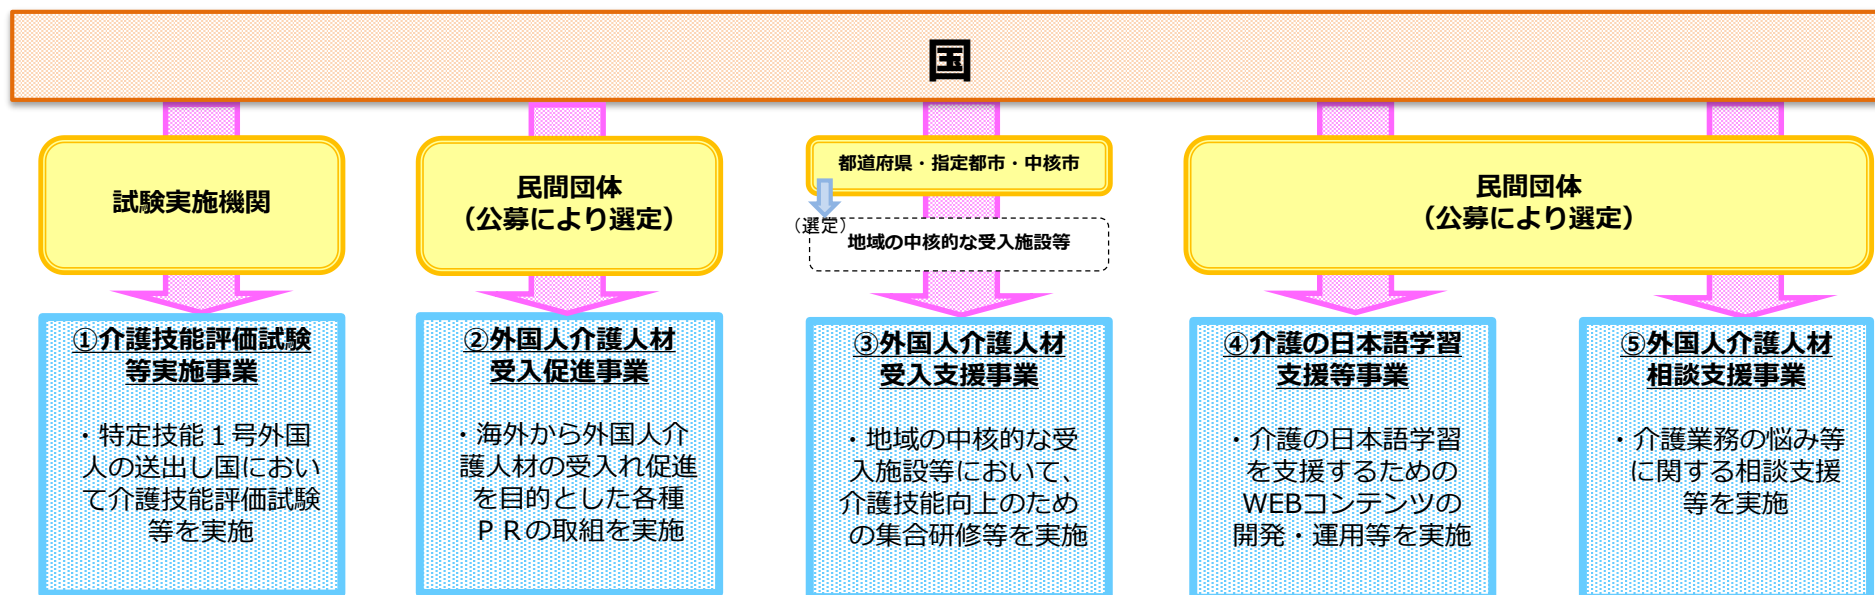 国
試験実施機関
民間団体
（公募により選定）
都道府県・指定都市・中核市
（選定）
地域の中核的な受入施設等
民間団体
（公募により選定）
①介護技能評価試験
等実施事業
・特定技能１号外国
人の送出し国におい
て介護技能評価試験
等を実施
②外国人介護人材
受入促進事業
・海外から外国人介
護人材の受入れ促進
を目的とした各種
ＰＲの取組を実施
③外国人介護人材
受入支援事業
・地域の中核的な受
入施設等において、
介護技能向上のため
の集合研修等を実施
④介護の日本語学習
支援等事業
・介護の日本語学習
を支援するための
WEBコンテンツの
開発・運用等を実施
⑤外国人介護人材
相談支援事業
・介護業務の悩み等
に関する相談支援
等を実施